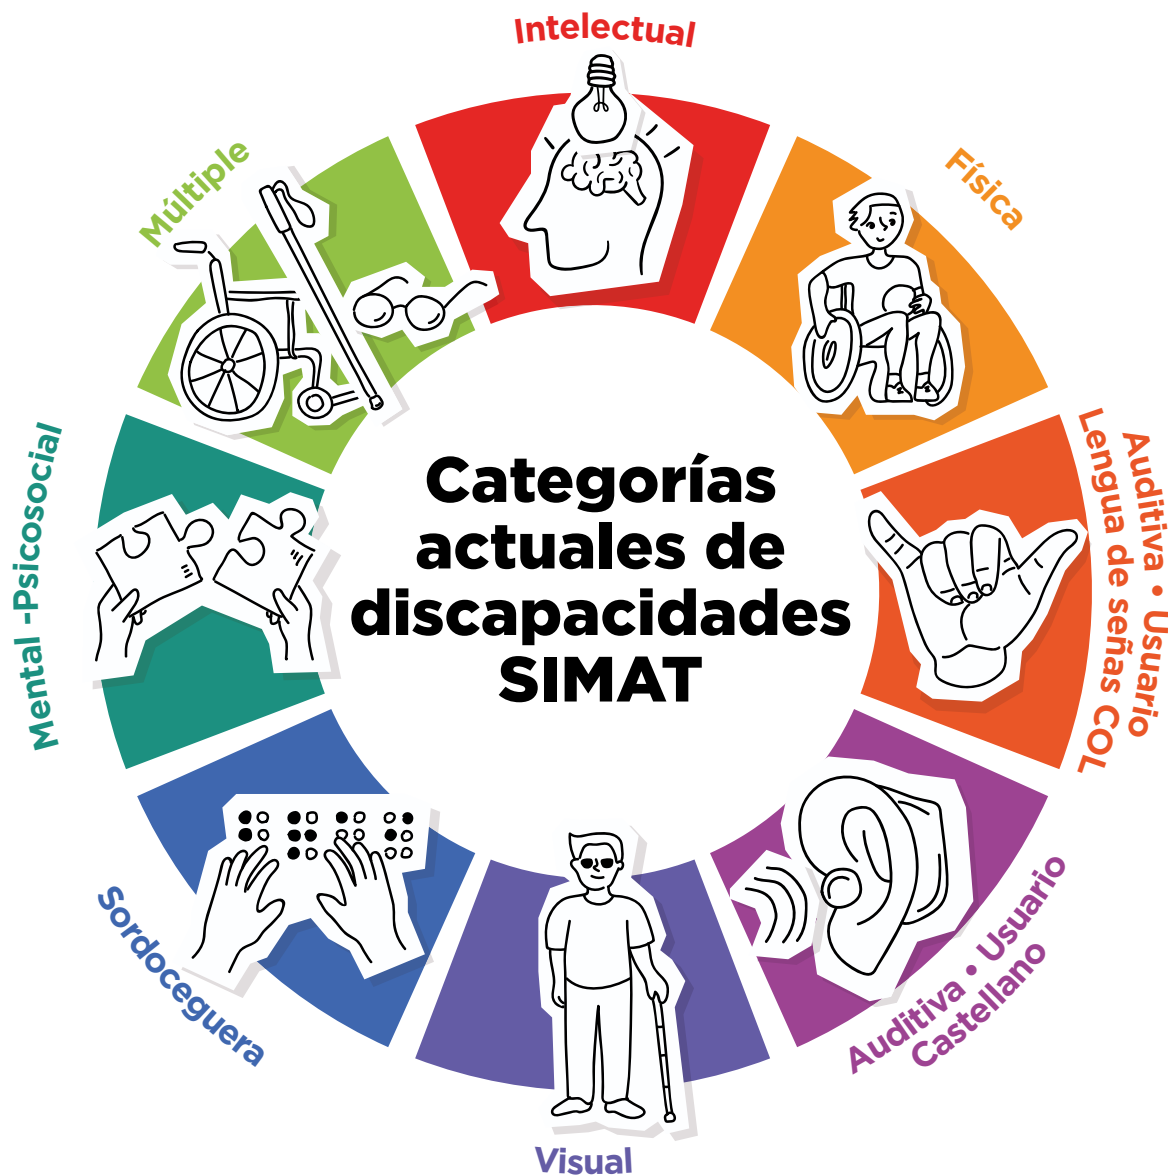 Intelectual
Física
Auditiva • Usuario
Lengua de señas COL
Auditiva • Usuario
Castellano
Visual
Sordoceguera
Mental -Psicosocial
Múltiple
Categorías
actuales de
discapacidades
SIMAT